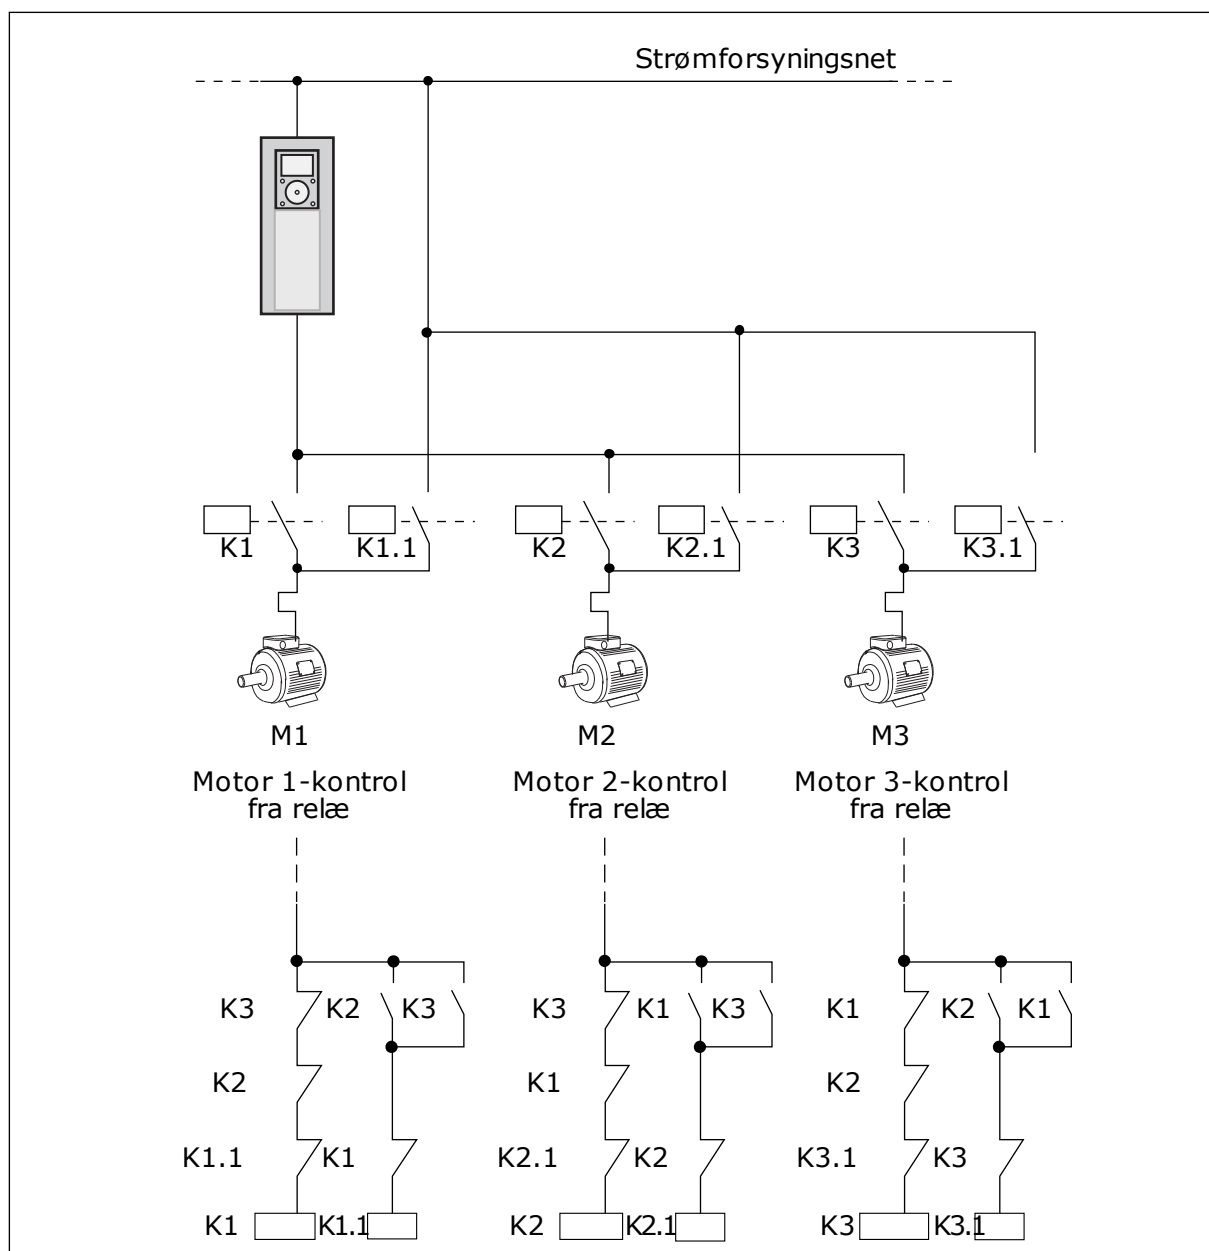 Strømforsyningsnet
K1 K1.1 K2 K2.1 K3 K3.1
M1 M2 M3
Motor 1-kontrol
fra relæ
Motor 2-kontrol
fra relæ
Motor 3-kontrol
fra relæ
K3 K2 K3 K3 K1 K3 K1 K2 K1
K2 K1 K2
K1.1 K1 K2.1 K2 K3.1 K3
K1 K1.1 K2 K2.1 K3 K3.1